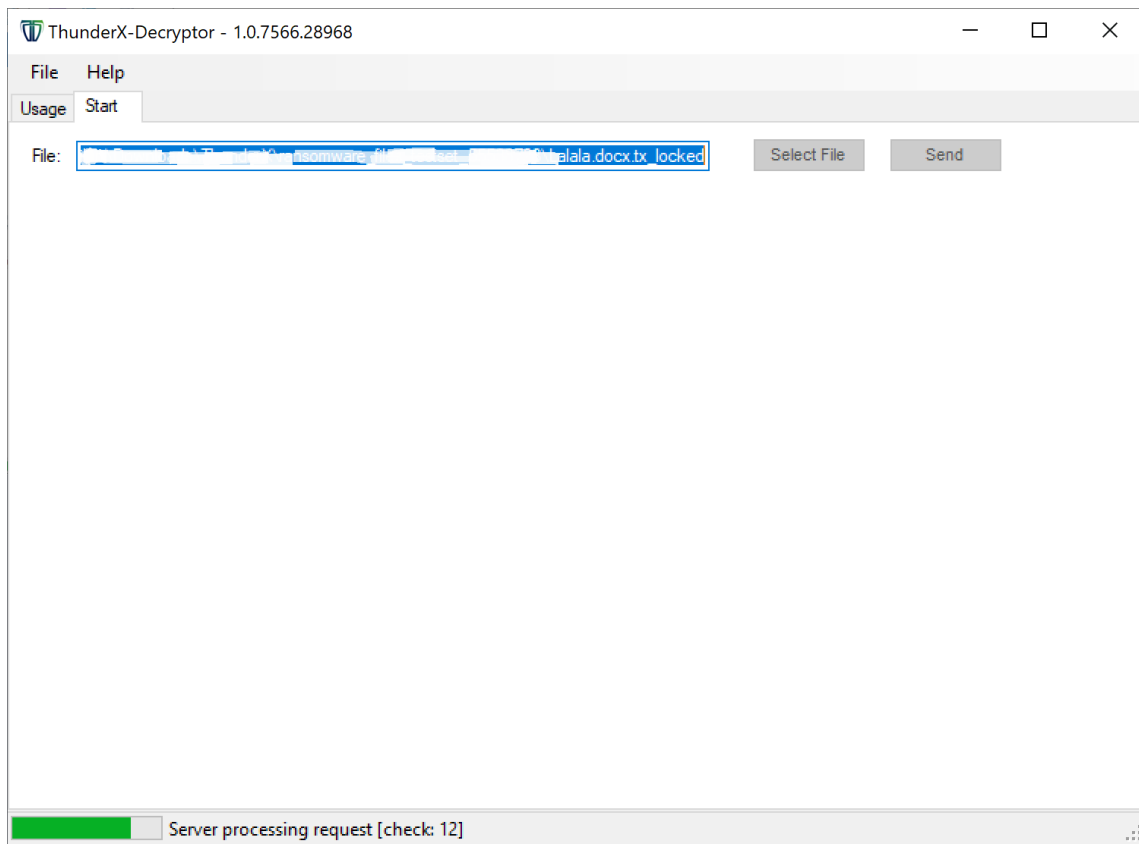 ThunderX-Decryptor - 1.0.7566.28968
File Help
Usage Start
File: alala.docx.tx_locked Select File Send
Server processing request [check: 12]